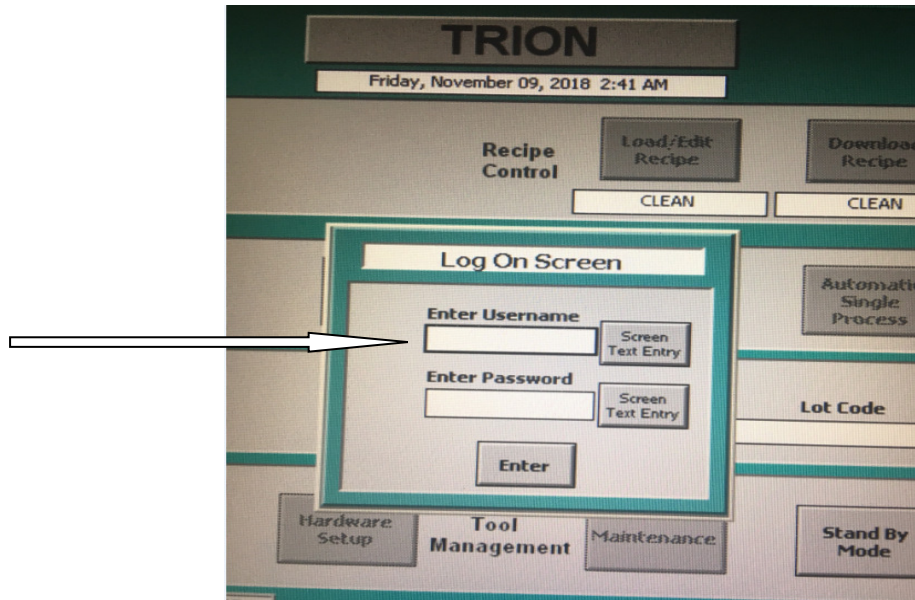 TRION
Friday, November 09, 2018 2:41 AM
Recipe
Control
Load/Edit
Recipe
Download
Recipe
CLEAN
CLEAN
Log On Screen
Enter Username
Screen
Text Entry
Enter Password
Screen
Text Entry
Enter
Automatic
Single
Process
Lot Code
Hardware
Setup
Tool
Management
Maintenance
Stand By
Mode